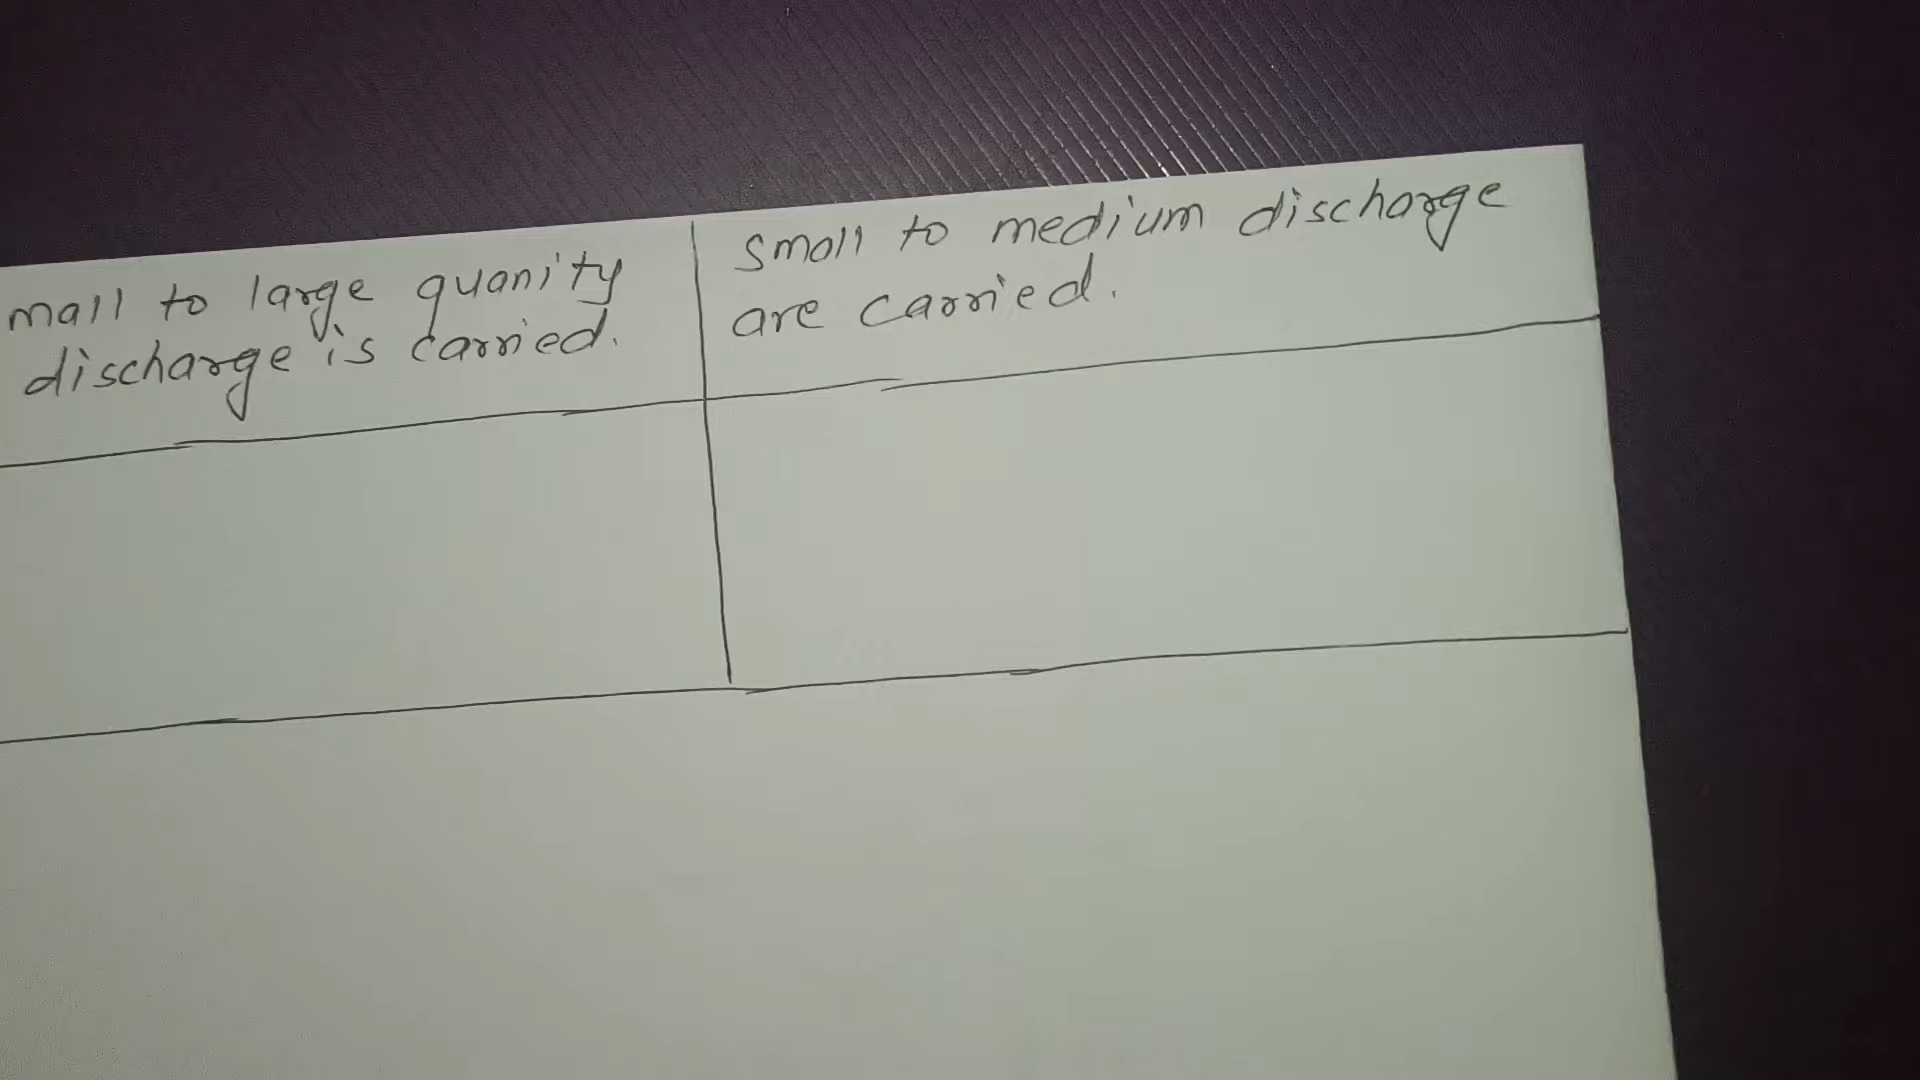 mall to large quanity
discharge is carried.
small to medium discharge
are carried.